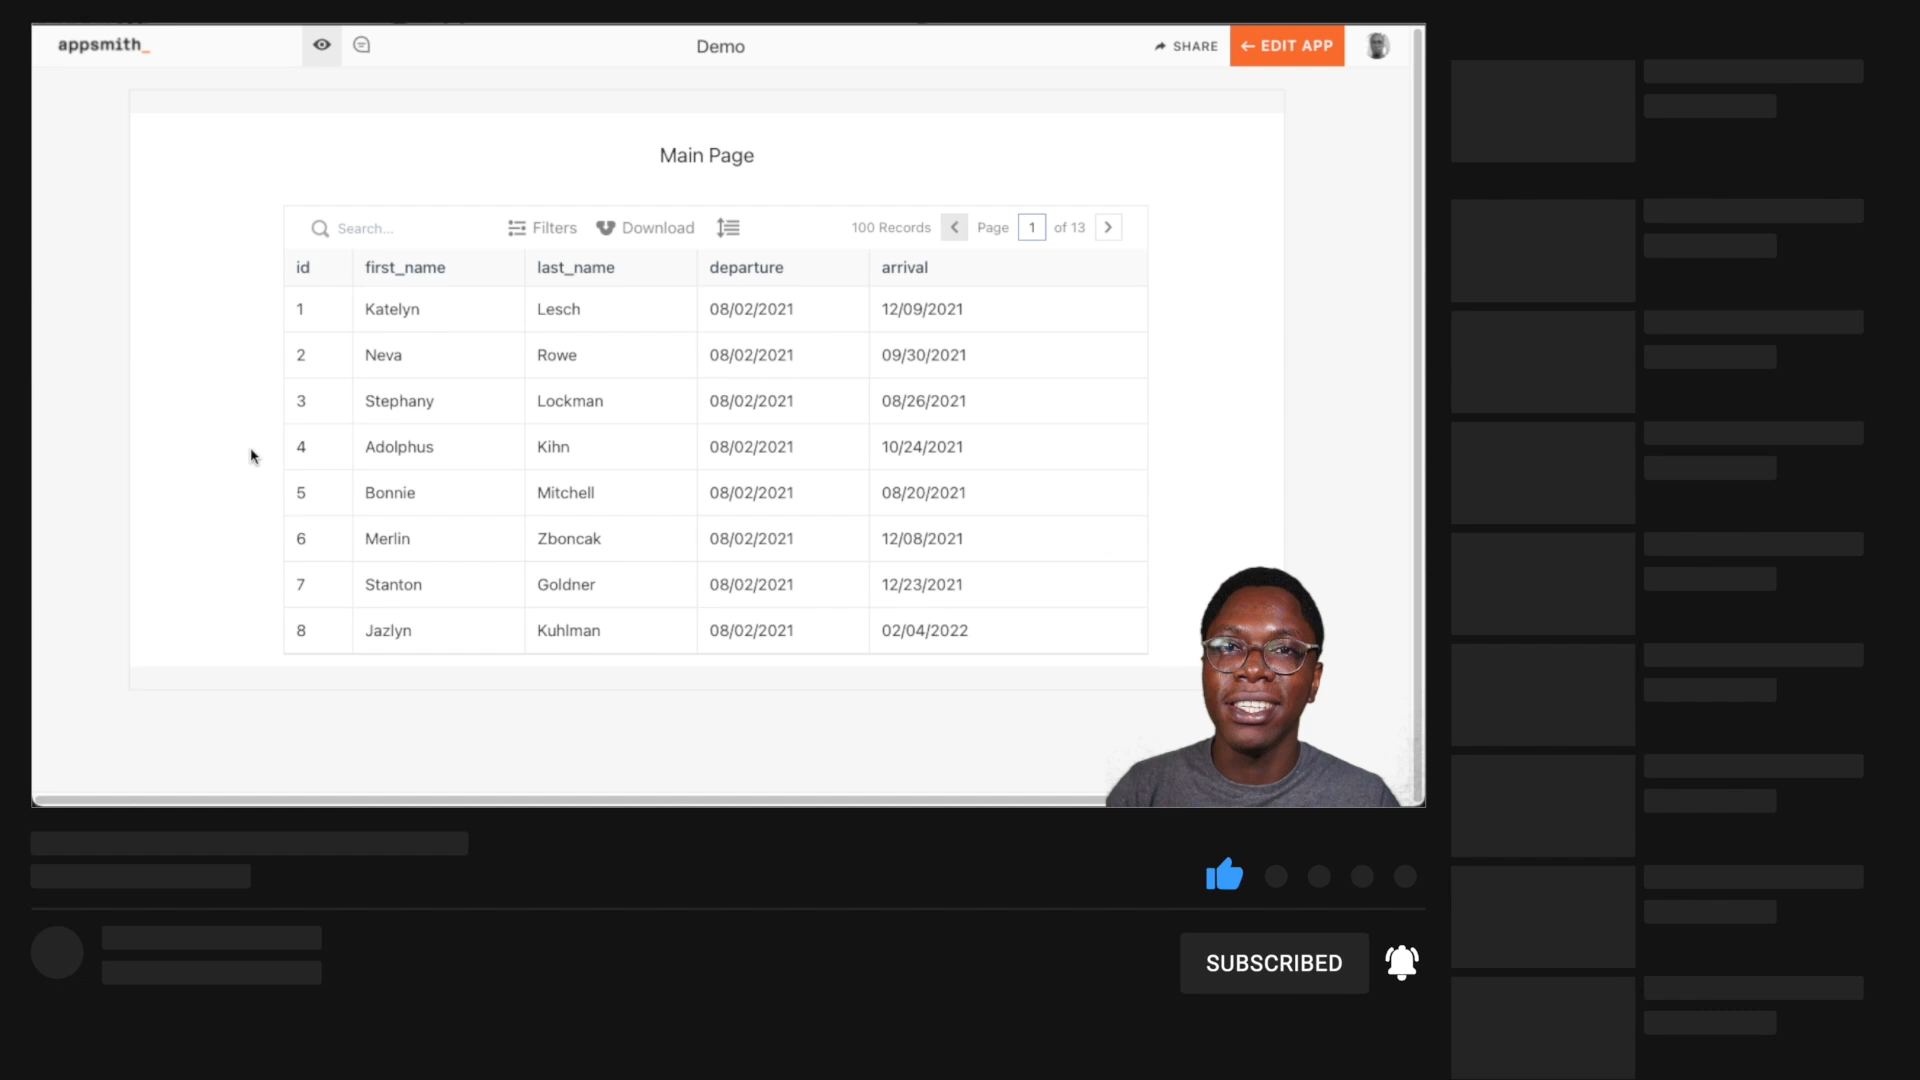 appsmith_
Demo
SHARE
← EDIT APP
Main Page
Search...
Filters
Download
100 Records
Page 1 of 13
id first_name last_name departure arrival
1 Katelyn Lesch 08/02/2021 12/09/2021
2 Neva Rowe 08/02/2021 09/30/2021
3 Stephany Lockman 08/02/2021 08/26/2021
4 Adolphus Kihn 08/02/2021 10/24/2021
5 Bonnie Mitchell 08/02/2021 08/20/2021
6 Merlin Zboncak 08/02/2021 12/08/2021
7 Stanton Goldner 08/02/2021 12/23/2021
8 Jazlyn Kuhlman 08/02/2021 02/04/2022
SUBSCRIBED